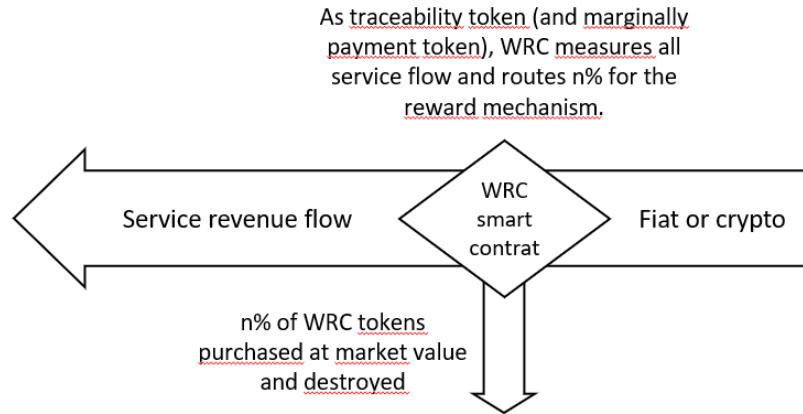 As traceability token (and marginally
payment token), WRC measures all
service flow and routes n% for the
reward mechanism.
WRC
smart
contrat
Service revenue flow
Fiat or crypto
n% of WRC tokens
purchased at market value
and destroyed